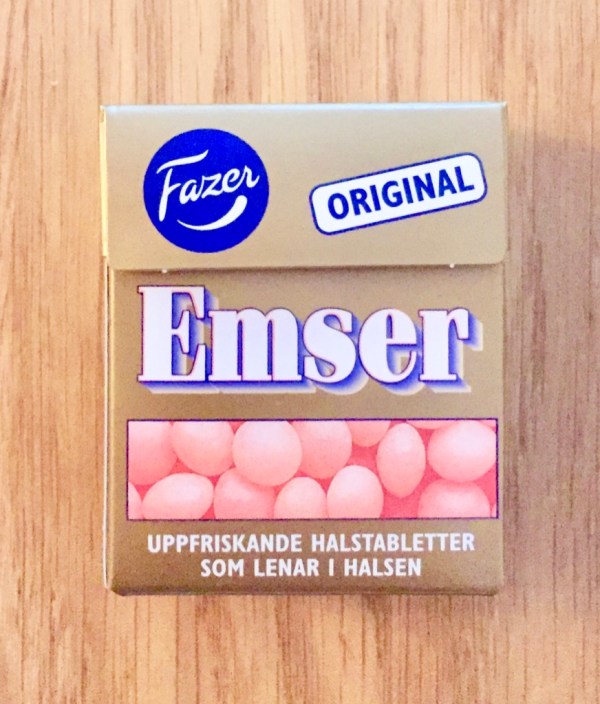 Fazer
ORIGINAL
Emser
UPPFRISKANDE HALSTABLETTER
SOM LENAR I HALSEN